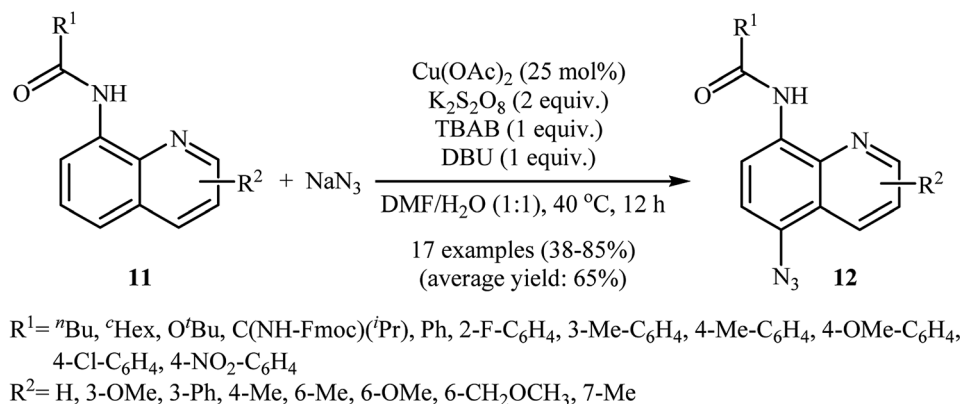 R¹
O
NH
N
R²
11
+ NaN₃
Cu(OAc)₂ (25 mol%)
K₂S₂O₈ (2 equiv.)
TBAB (1 equiv.)
DBU (1 equiv.)
DMF/H₂O (1:1), 40 °C, 12 h
17 examples (38-85%)
(average yield: 65%)
R¹
O
NH
N
R²
N₃
12
R¹= ⁿBu, ᶜHex, OᵗBu, C(NH-Fmoc)(ⁱPr), Ph, 2-F-C₆H₄, 3-Me-C₆H₄, 4-Me-C₆H₄, 4-OMe-C₆H₄,
4-Cl-C₆H₄, 4-NO₂-C₆H₄
R²= H, 3-OMe, 3-Ph, 4-Me, 6-Me, 6-OMe, 6-CH₂OCH₃, 7-Me